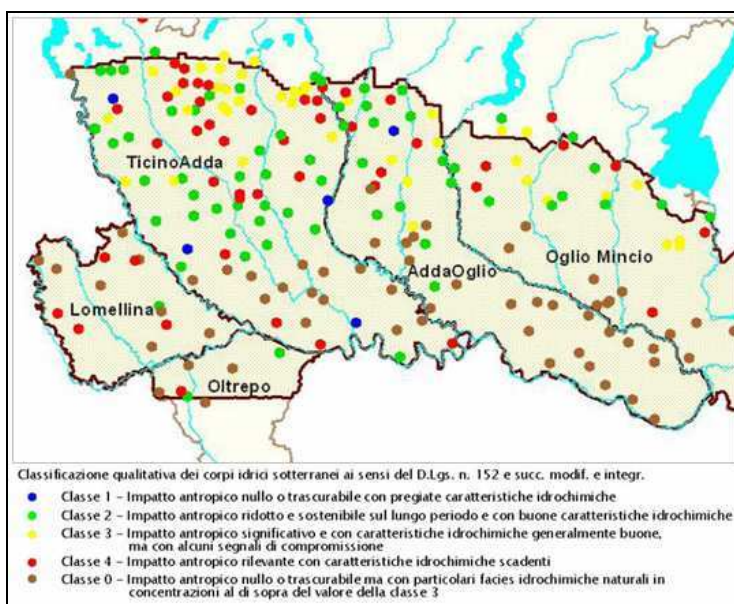 TicinoAdda
Oglio Mincio
AddaOglio
Lomellina
Oltrepo
Classificazione qualitativa dei corpi idrici sotterranei ai sensi del D.Lgs. n. 152 e succ. modif. e integr.
Classe 1 – Impatto antropico nullo o trascurabile con pregiate caratteristiche idrochimiche
Classe 2 – Impatto antropico ridotto e sostenibile sul lungo periodo e con buone caratteristiche idrochimiche
Classe 3 – Impatto antropico significativo e con caratteristiche idrochimiche generalmente buone,
ma con alcuni segnali di compromissione
Classe 4 – Impatto antropico rilevante con caratteristiche idrochimiche scadenti
Classe 0 – Impatto antropico nullo o trascurabile ma con particolari facies idrochimiche naturali in
concentrazioni al di sopra del valore della classe 3